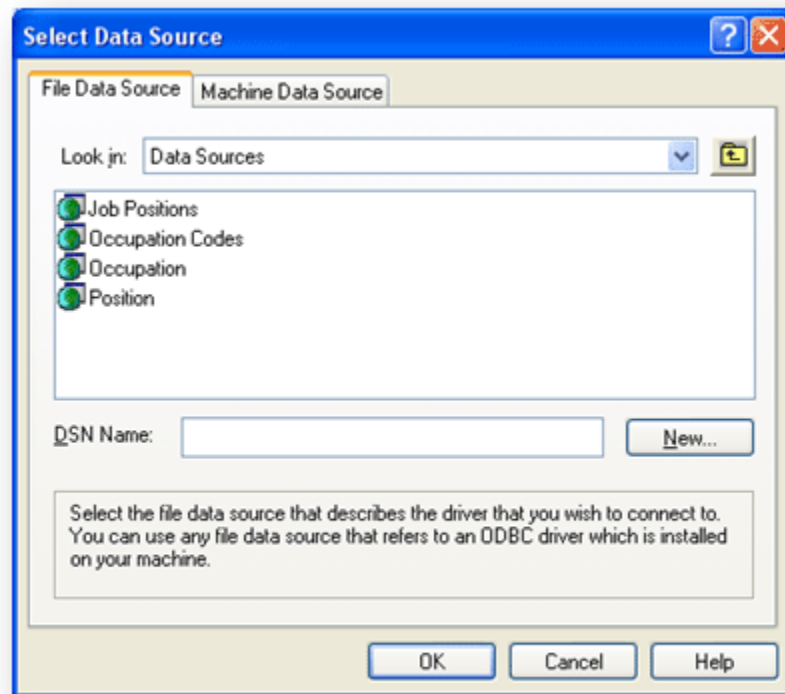 Select Data Source
File Data Source
Machine Data Source
Look in: Data Sources
Job Positions
Occupation Codes
Occupation
Position
DSN Name:
New...
Select the file data source that describes the driver that you wish to connect to.
You can use any file data source that refers to an ODBC driver which is installed
on your machine.
OK
Cancel
Help